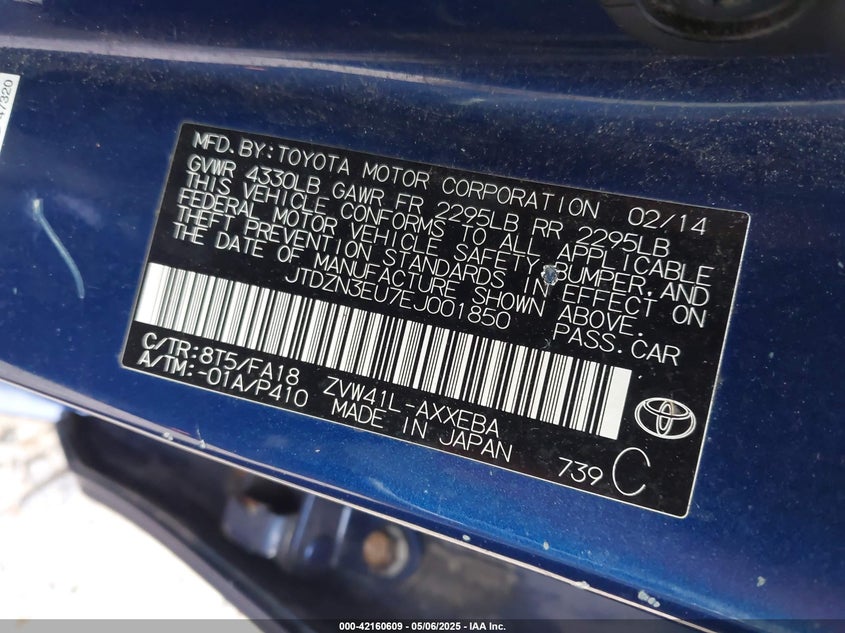 47320
MFD. BY: TOYOTA MOTOR CORPORATION 02/14
GVWR 4330LB GAWR FR 2295LB RR 2295LB
THIS VEHICLE CONFORMS TO ALL APPLICABLE
FEDERAL MOTOR VEHICLE SAFETY, BUMPER, AND
THEFT PREVENTION STANDARDS IN EFFECT ON
THE DATE OF MANUFACTURE SHOWN ABOVE.
JTDZN3EU7EJ001850 PASS.CAR
C/TR:8T5/FA18 ZVW41L-AXXEBA
A/TM:-01A/P410 MADE IN JAPAN 739 C
000-42160609 - 05/06/2025 - IAA Inc.